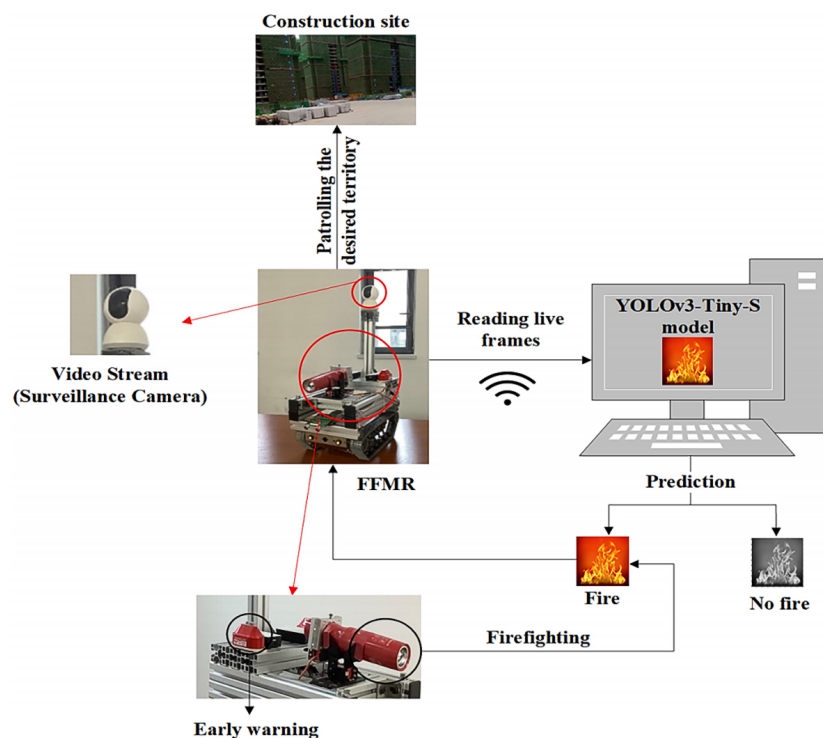 Construction site
Patrolling the
desired territory
Video Stream
(Surveillance Camera)
Reading live
frames
YOLOv3-Tiny-S
model
FFMR
Prediction
Fire
No fire
Firefighting
Early warning